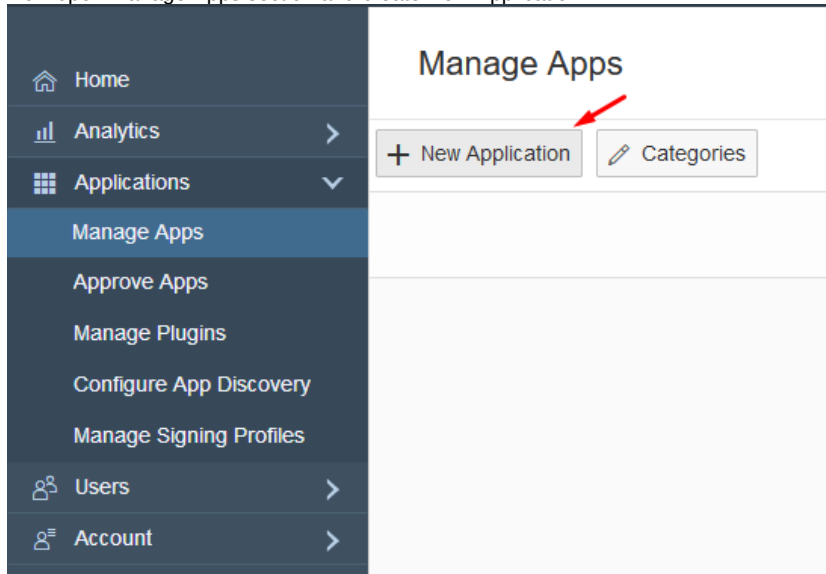 Home
Analytics
Applications
Manage Apps
Approve Apps
Manage Plugins
Configure App Discovery
Manage Signing Profiles
Users
Account
Manage Apps
New Application
Categories